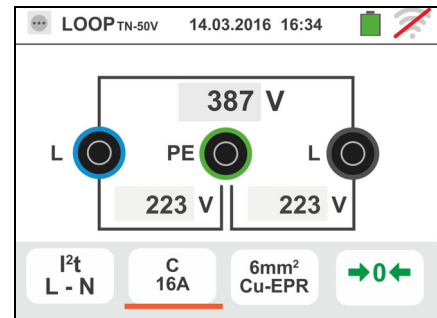 LOOP TN-50V 14.03.2016 16:34
387 V
L PE L
223 V 223 V
I²t C 6mm² →0←
L - N 16A Cu-EPR